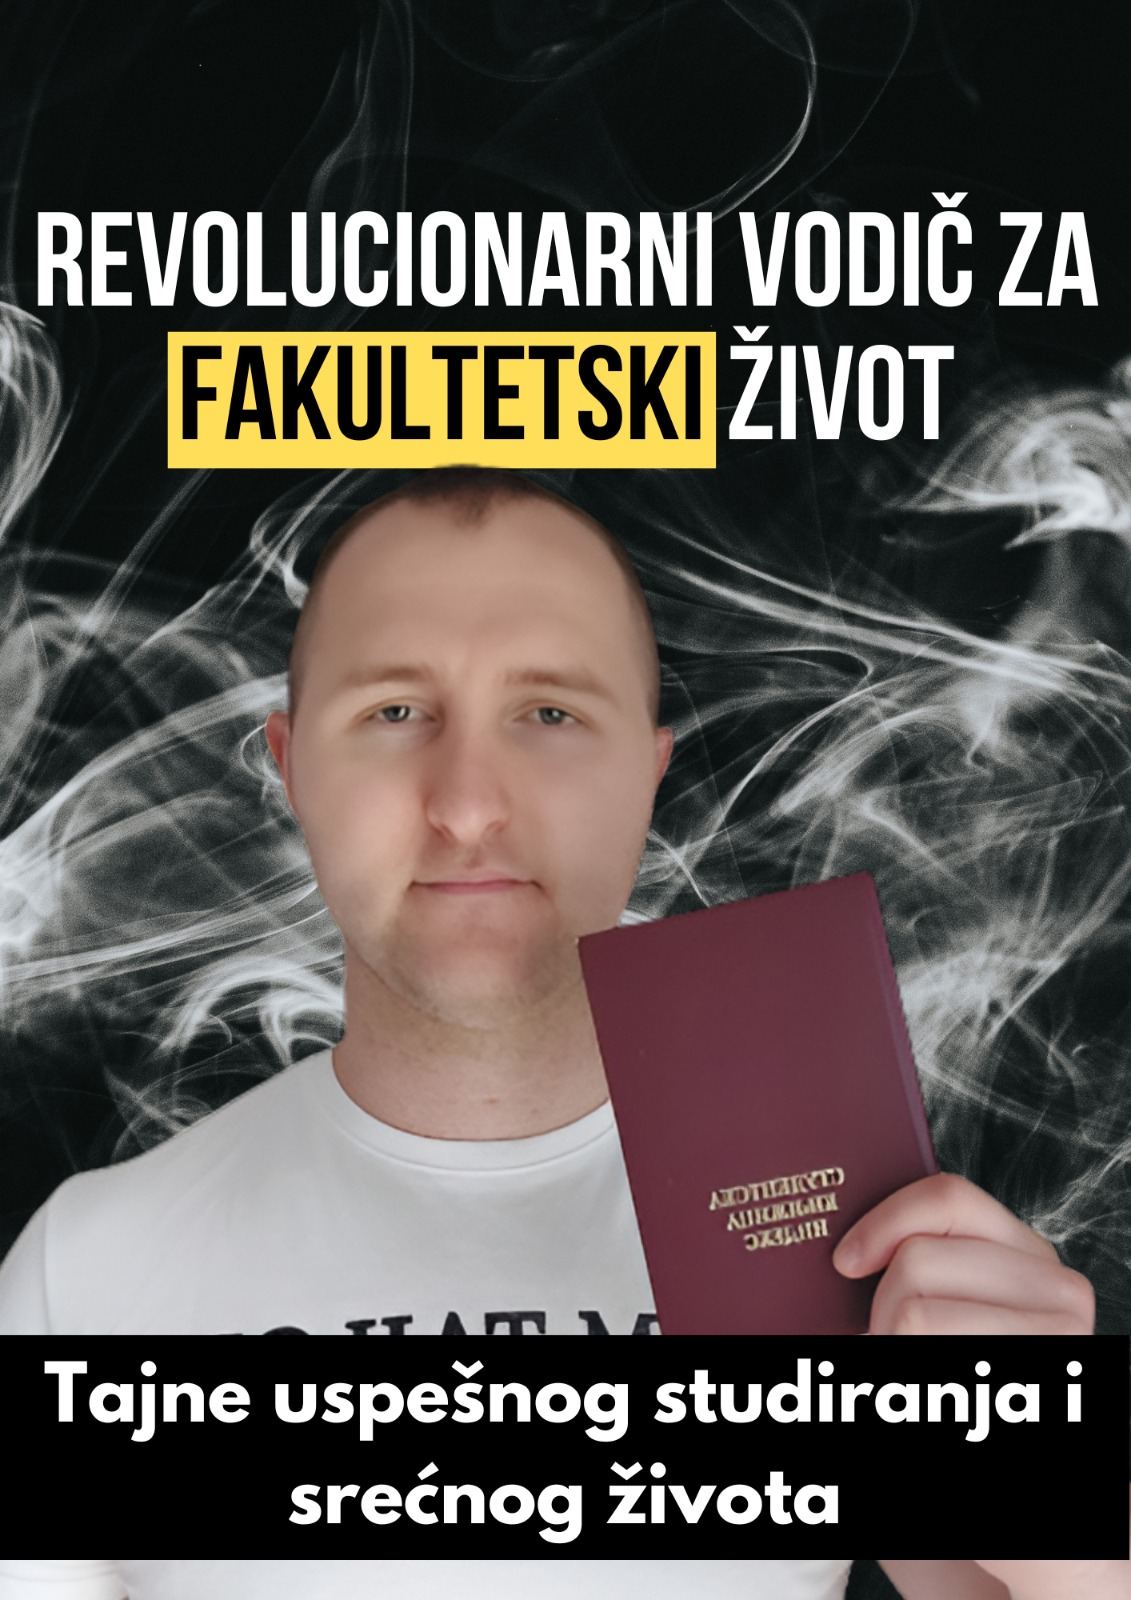 REVOLUCIONARNI VODIČ ZA
FAKULTETSKI ŽIVOT
Tajne uspešnog studiranja i
srećnog života